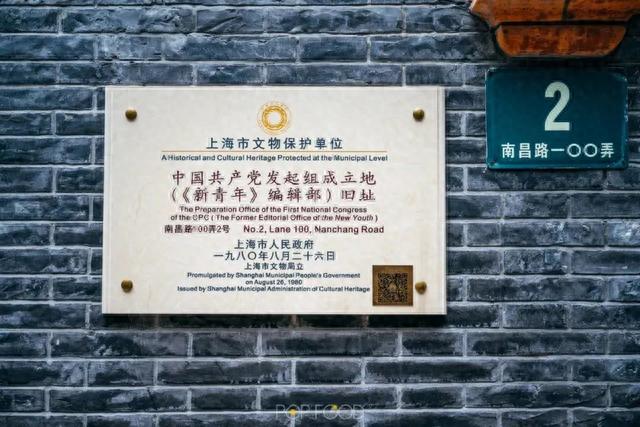 上海市文物保护单位
A Historical and Cultural Heritage Protected at the Municipal Level
中国共产党发起组成立地
(《新青年》编辑部)旧址
The Preparation Office of the First National Congress
of the CPC ( The Former Editorial Office of the New Youth )
南昌路100弄2号 No.2, Lane 100, Nanchang Road
上海市人民政府
一九八〇年八月二十六日
上海市文物局立
Promulgated by Shanghai Municipal People's Government
on August 26, 1980
Issued by Shanghai Municipal Administration of Cultural Heritage
2
南昌路一〇〇弄